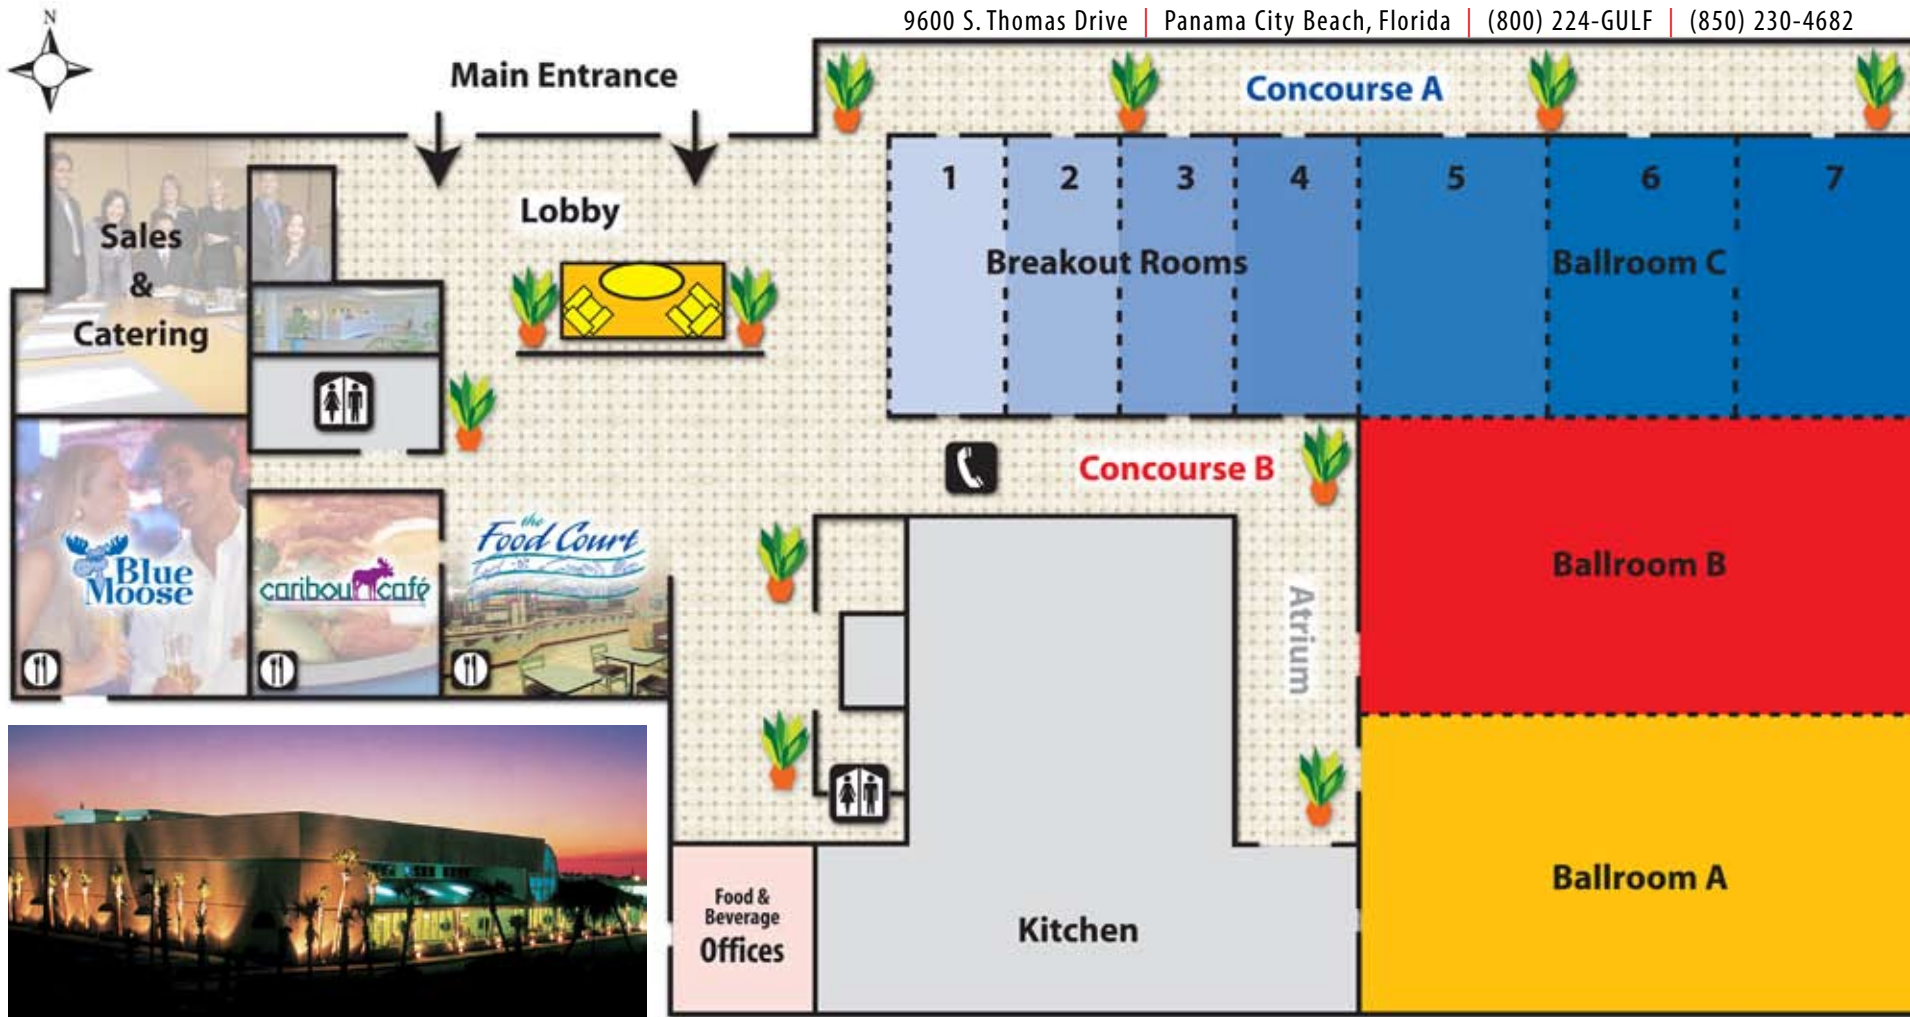 N
9600 S. Thomas Drive | Panama City Beach, Florida | (800) 224-GULF | (850) 230-4682
Main Entrance
Concourse A
1 2 3 4 5 6 7
Lobby
Sales
&
Catering
Breakout Rooms
Ballroom C
Concourse B
the
Food Court
Blue
Moose
caribou café
Ballroom B
Atrium
Ballroom A
Food &
Beverage
Offices
Kitchen